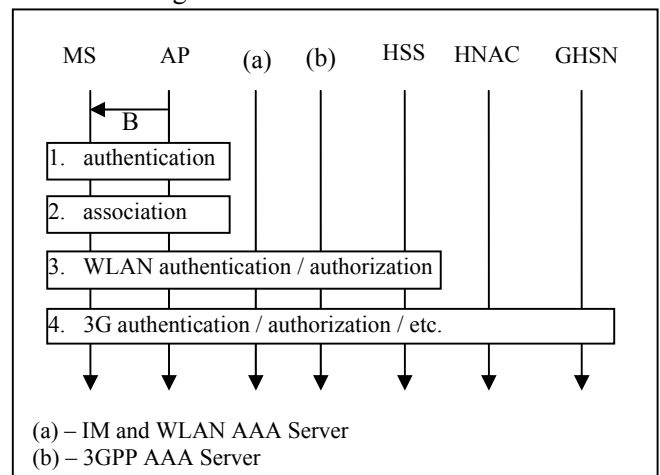 MS AP (a) (b) HSS HNAC GHSN
B
1. authentication
2. association
3. WLAN authentication / authorization
4. 3G authentication / authorization / etc.
(a) – IM and WLAN AAA Server
(b) – 3GPP AAA Server